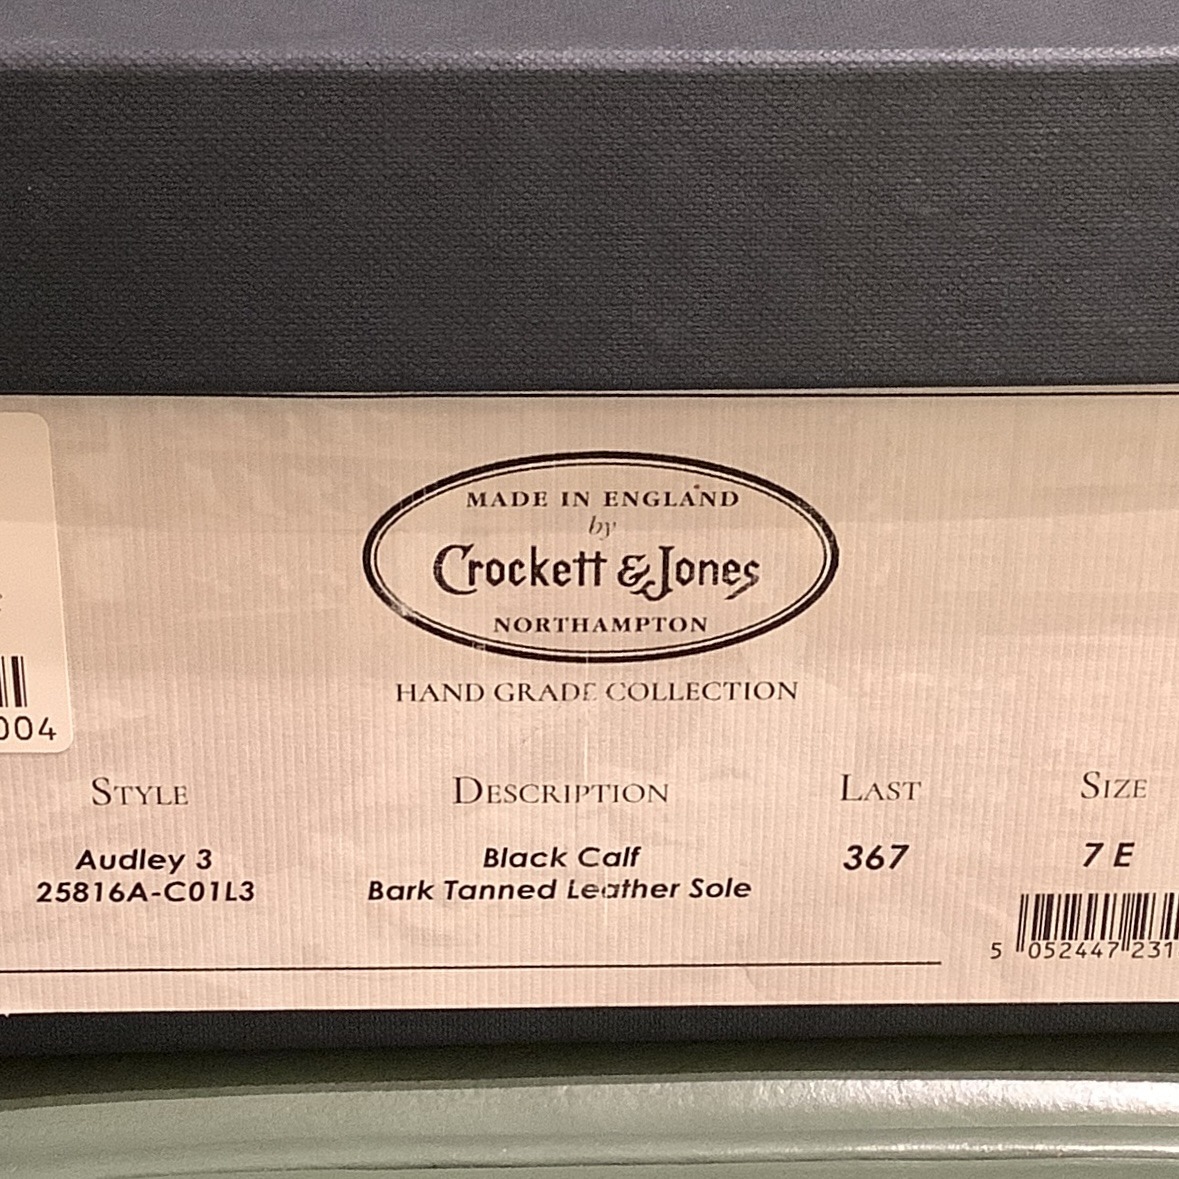 MADE IN ENGLAND
by
Crockett & Jones
NORTHAMPTON
HAND GRADE COLLECTION
004
STYLE DESCRIPTION LAST SIZE
Audley 3 Black Calf 367 7 E
25816A-C01L3 Bark Tanned Leather Sole
5 052447 231